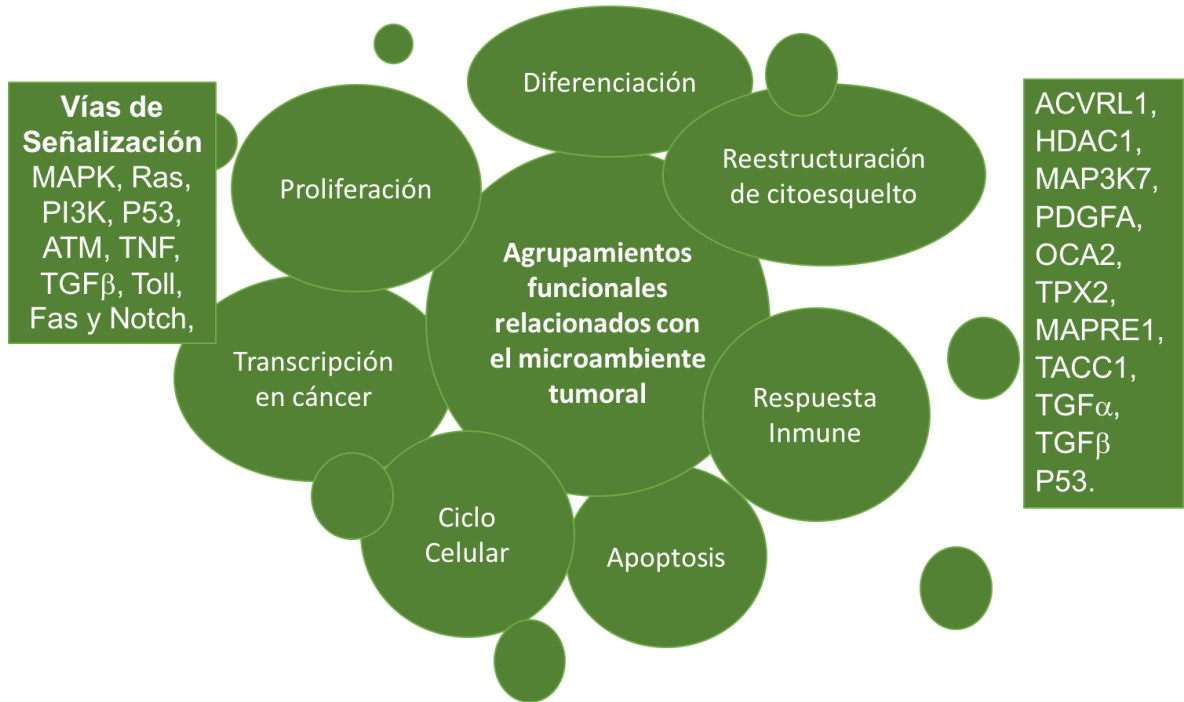 Vías de
Señalización
MAPK, Ras,
PI3K, P53,
ATM, TNF,
TGFβ, Toll,
Fas y Notch,
Diferenciación
Proliferación
Reestructuración
de citoesquelto
Agrupamientos
funcionales
relacionados con
el microambiente
tumoral
Transcripción
en cáncer
Respuesta
Inmune
Ciclo
Celular
Apoptosis
ACVRL1,
HDAC1,
MAP3K7,
PDGFA,
OCA2,
TPX2,
MAPRE1,
TACC1,
TGFα,
TGFβ
P53.